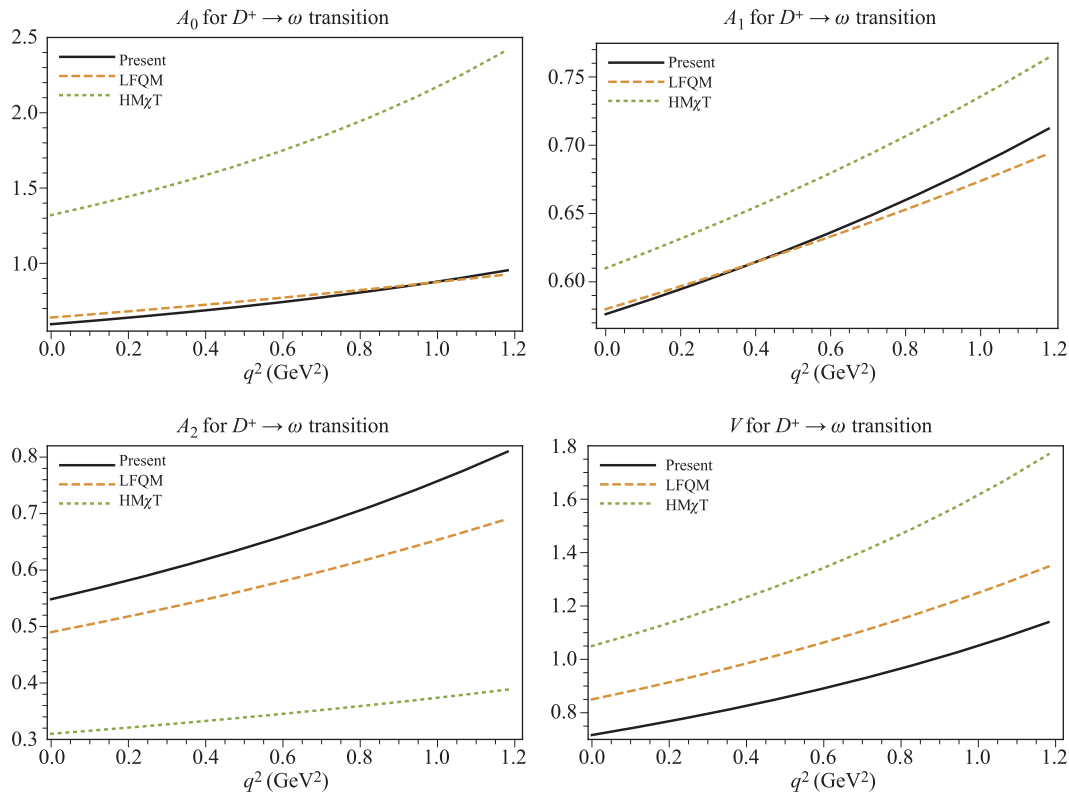 A₀ for D⁺ → ω transition
2.5
2.0
1.5
1.0
Present
LFQM
HMχT
0.0 0.2 0.4 0.6 0.8 1.0 1.2
q² (GeV²)
A₁ for D⁺ → ω transition
0.75
0.70
0.65
0.60
Present
LFQM
HMχT
0.0 0.2 0.4 0.6 0.8 1.0 1.2
q² (GeV²)
A₂ for D⁺ → ω transition
0.8
0.7
0.6
0.5
0.4
0.3
Present
LFQM
HMχT
0.0 0.2 0.4 0.6 0.8 1.0 1.2
q² (GeV²)
V for D⁺ → ω transition
1.8
1.6
1.4
1.2
1.0
0.8
Present
LFQM
HMχT
0.0 0.2 0.4 0.6 0.8 1.0 1.2
q² (GeV²)